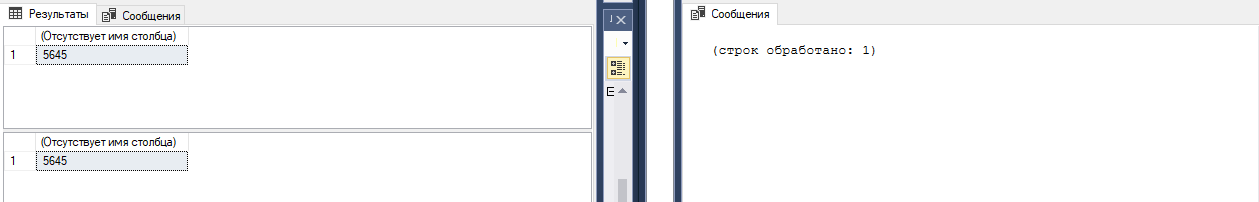 Результаты
Сообщения
(Отсутствует имя столбца)
1 5645
(Отсутствует имя столбца)
1 5645
Сообщения
(строк обработано: 1)